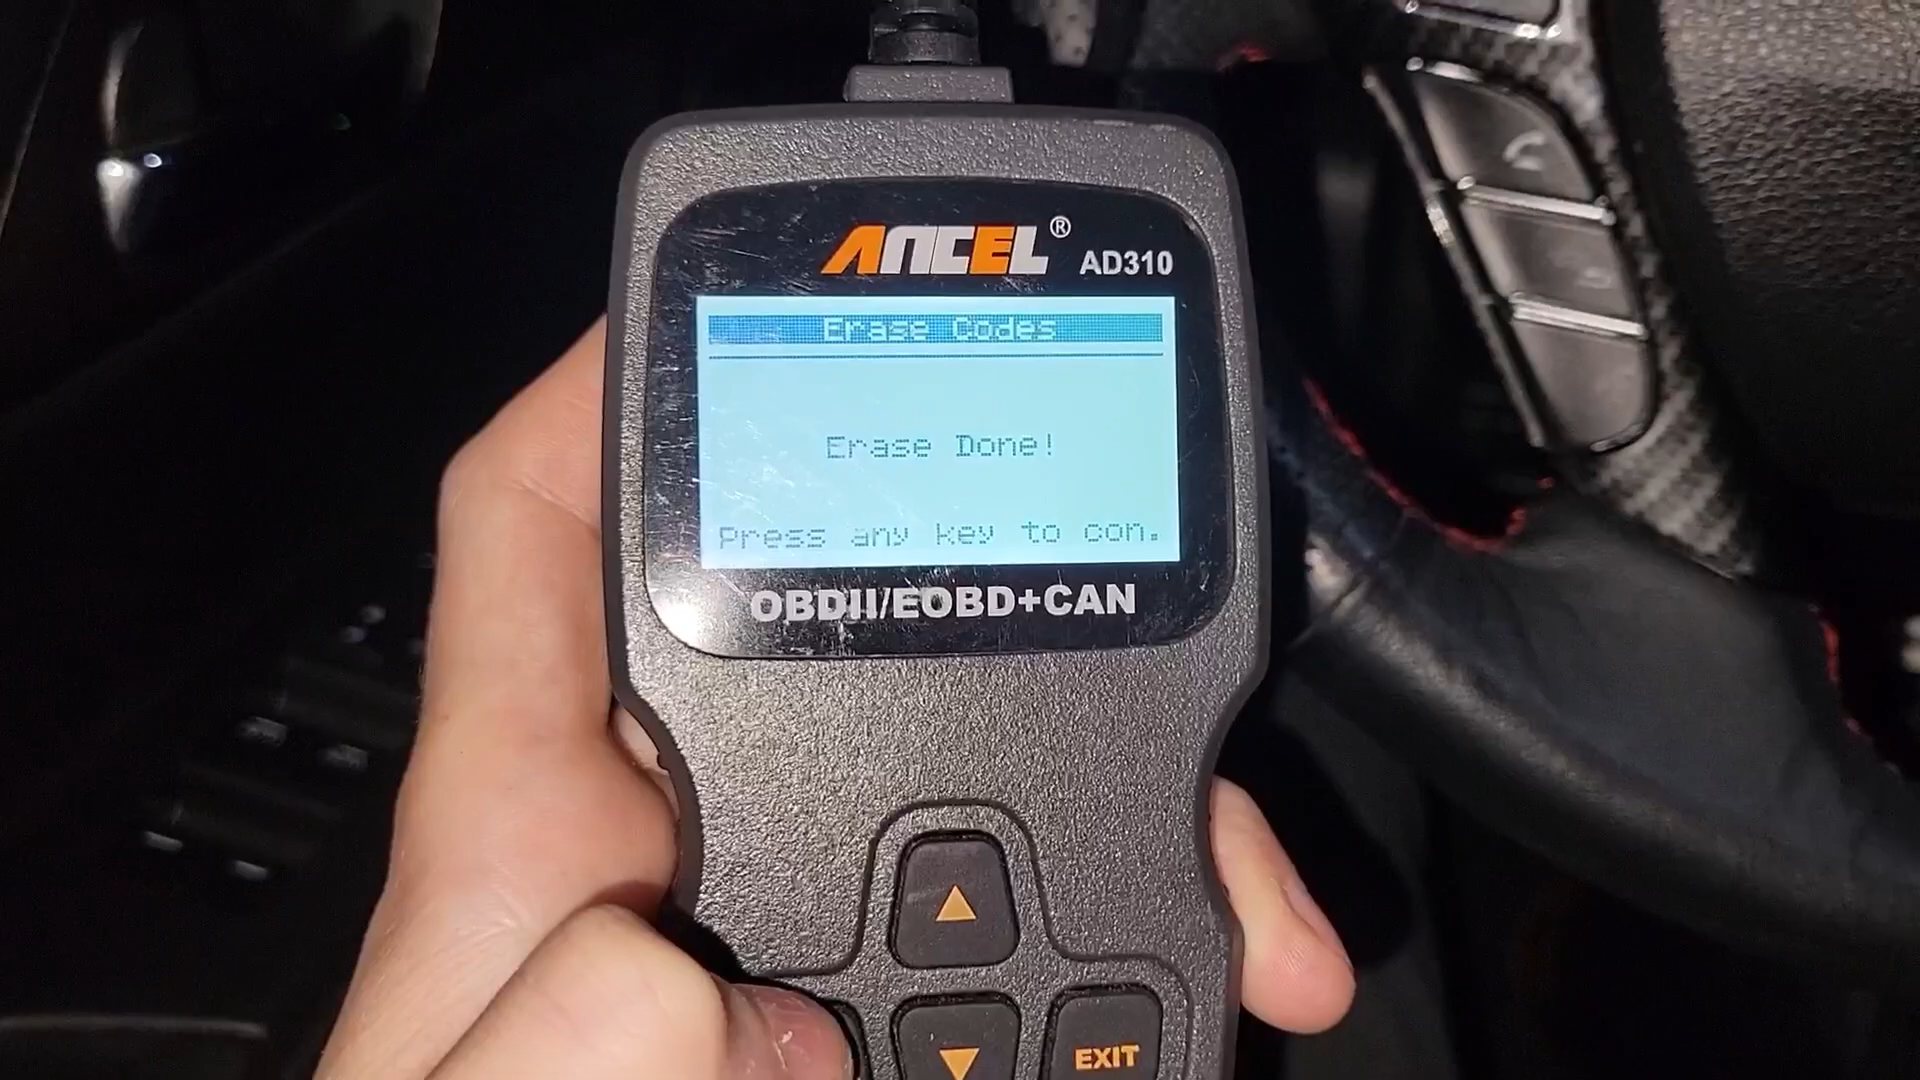 ANCEL® AD310
Erase Codes
Erase Done!
Press any key to con.
OBDII/EOBD+CAN
EXIT